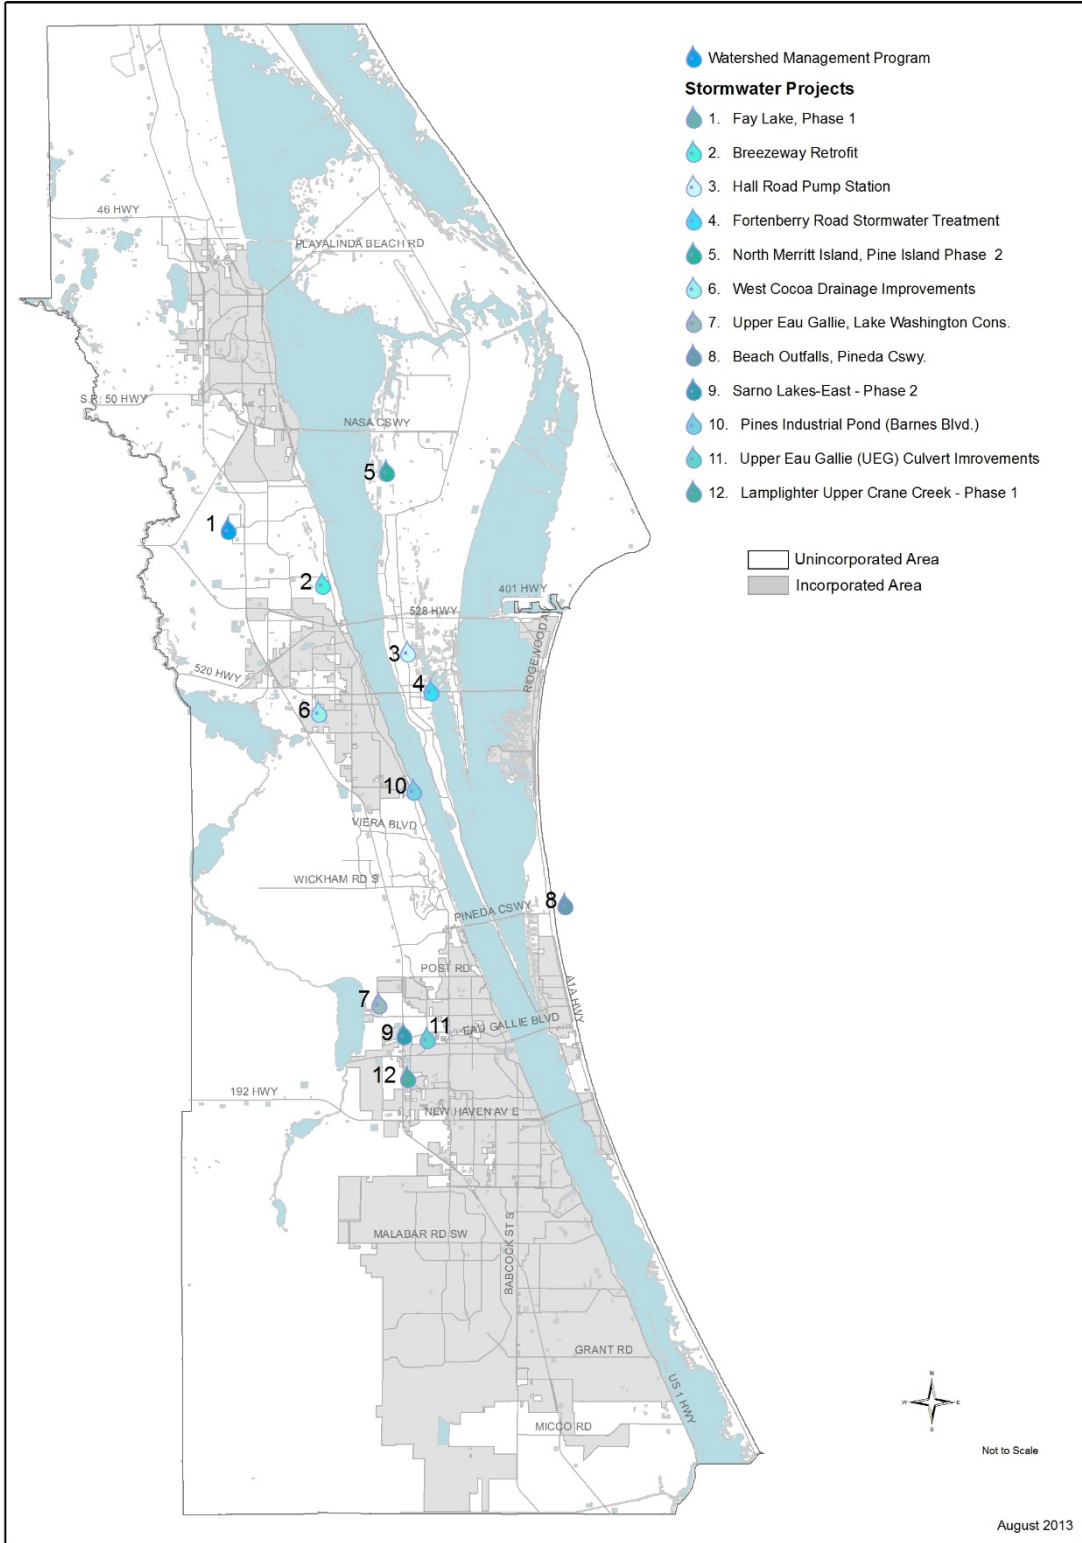 Watershed Management Program
Stormwater Projects
1. Fay Lake, Phase 1
2. Breezeway Retrofit
3. Hall Road Pump Station
4. Fortenberry Road Stormwater Treatment
5. North Merritt Island, Pine Island Phase 2
6. West Cocoa Drainage Improvements
7. Upper Eau Gallie, Lake Washington Cons.
8. Beach Outfalls, Pineda Cswy.
9. Sarno Lakes-East - Phase 2
10. Pines Industrial Pond (Barnes Blvd.)
11. Upper Eau Gallie (UEG) Culvert Imrovements
12. Lamplighter Upper Crane Creek - Phase 1
Unincorporated Area
Incorporated Area
46 HWY
PLAYALINDA BEACH RD
S.R. 50 HWY
NASA CSWY
5
1
2
401 HWY
528 HWY
3
RIDGEWOOD AV
520 HWY
4
6
10
VIERA BLVD
WICKHAM RD S
8
PINEDA CSWY
POST RD
A1A HWY
7
EAU GALLIE BLVD
9
11
12
192 HWY
NEW HAVEN AV E
BABCOCK ST S
MALABAR RD SW
GRANT RD
US 1 HWY
MICCO RD
N
W
E
S
Not to Scale
August 2013